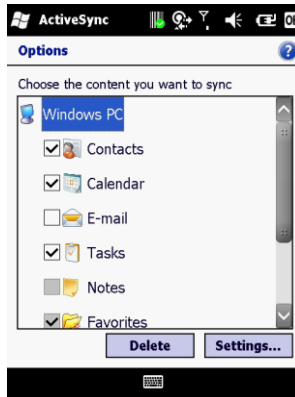 ActiveSync
Options
Choose the content you want to sync
Windows PC
Contacts
Calendar
E-mail
Tasks
Notes
Favorites
Delete Settings...